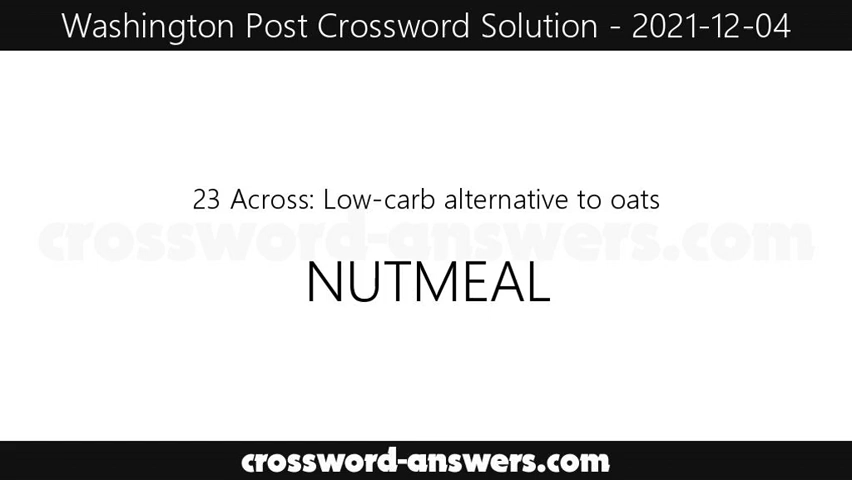 Washington Post Crossword Solution - 2021-12-04
23 Across: Low-carb alternative to oats
crossword-answers.com
NUTMEAL
crossword-answers.com